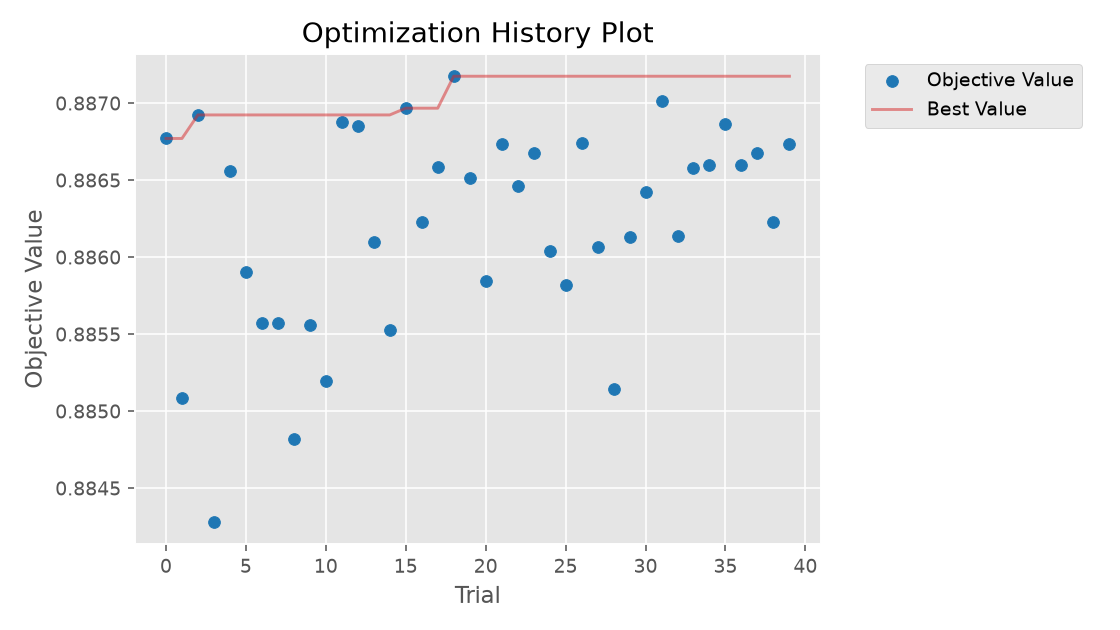 Optimization History Plot
Objective Value
Best Value
0.8870
0.8865
0.8860
0.8855
0.8850
0.8845
Objective Value
0 5 10 15 20 25 30 35 40
Trial